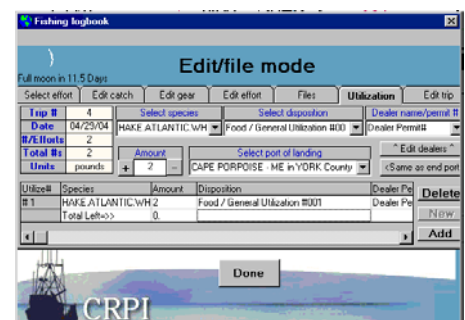 Fishing logbook
Edit/file mode
Full moon in 11.5 Days
Select effort Edit catch Edit gear Edit effort Files Utilization Edit trip
Trip # 4 Select species Select disposition Dealer name/permit #
Date 04/29/04 HAKE ATLANTIC.WH Food / General Utilization #00 Dealer Permit#
#/Efforts 2
Total #s 2 Amount Select port of landing ^ Edit dealers ^
Units pounds + 2 - CAPE PORPOISE - ME in YORK County <Same as end port
Utilize# Species Amount Disposition Dealer Pe Delete
# 1 HAKE ATLANTIC.WH 2 Food / General Utilization #001 Dealer Pe
Total Left=>> 0. New
Add
Done
CRPI